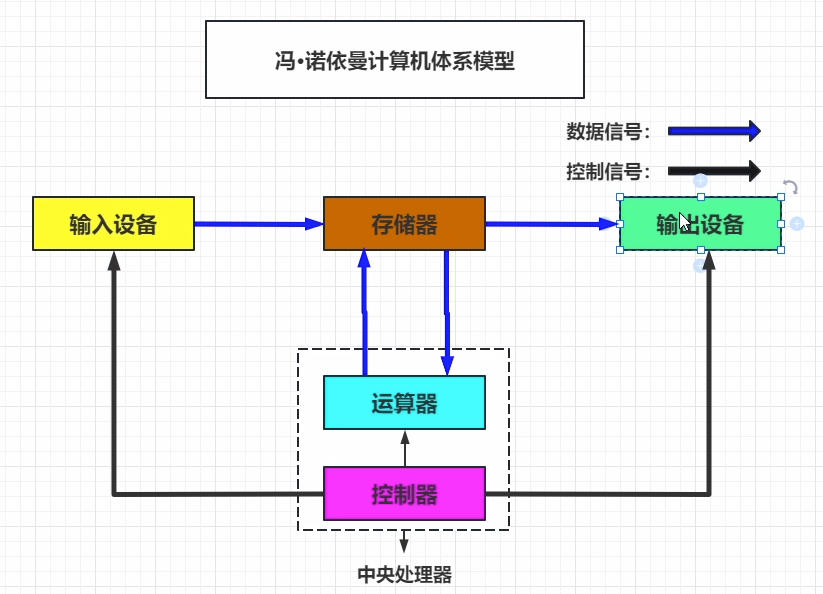 冯•诺依曼计算机体系模型
数据信号：
控制信号：
输入设备
存储器
输出设备
运算器
控制器
中央处理器